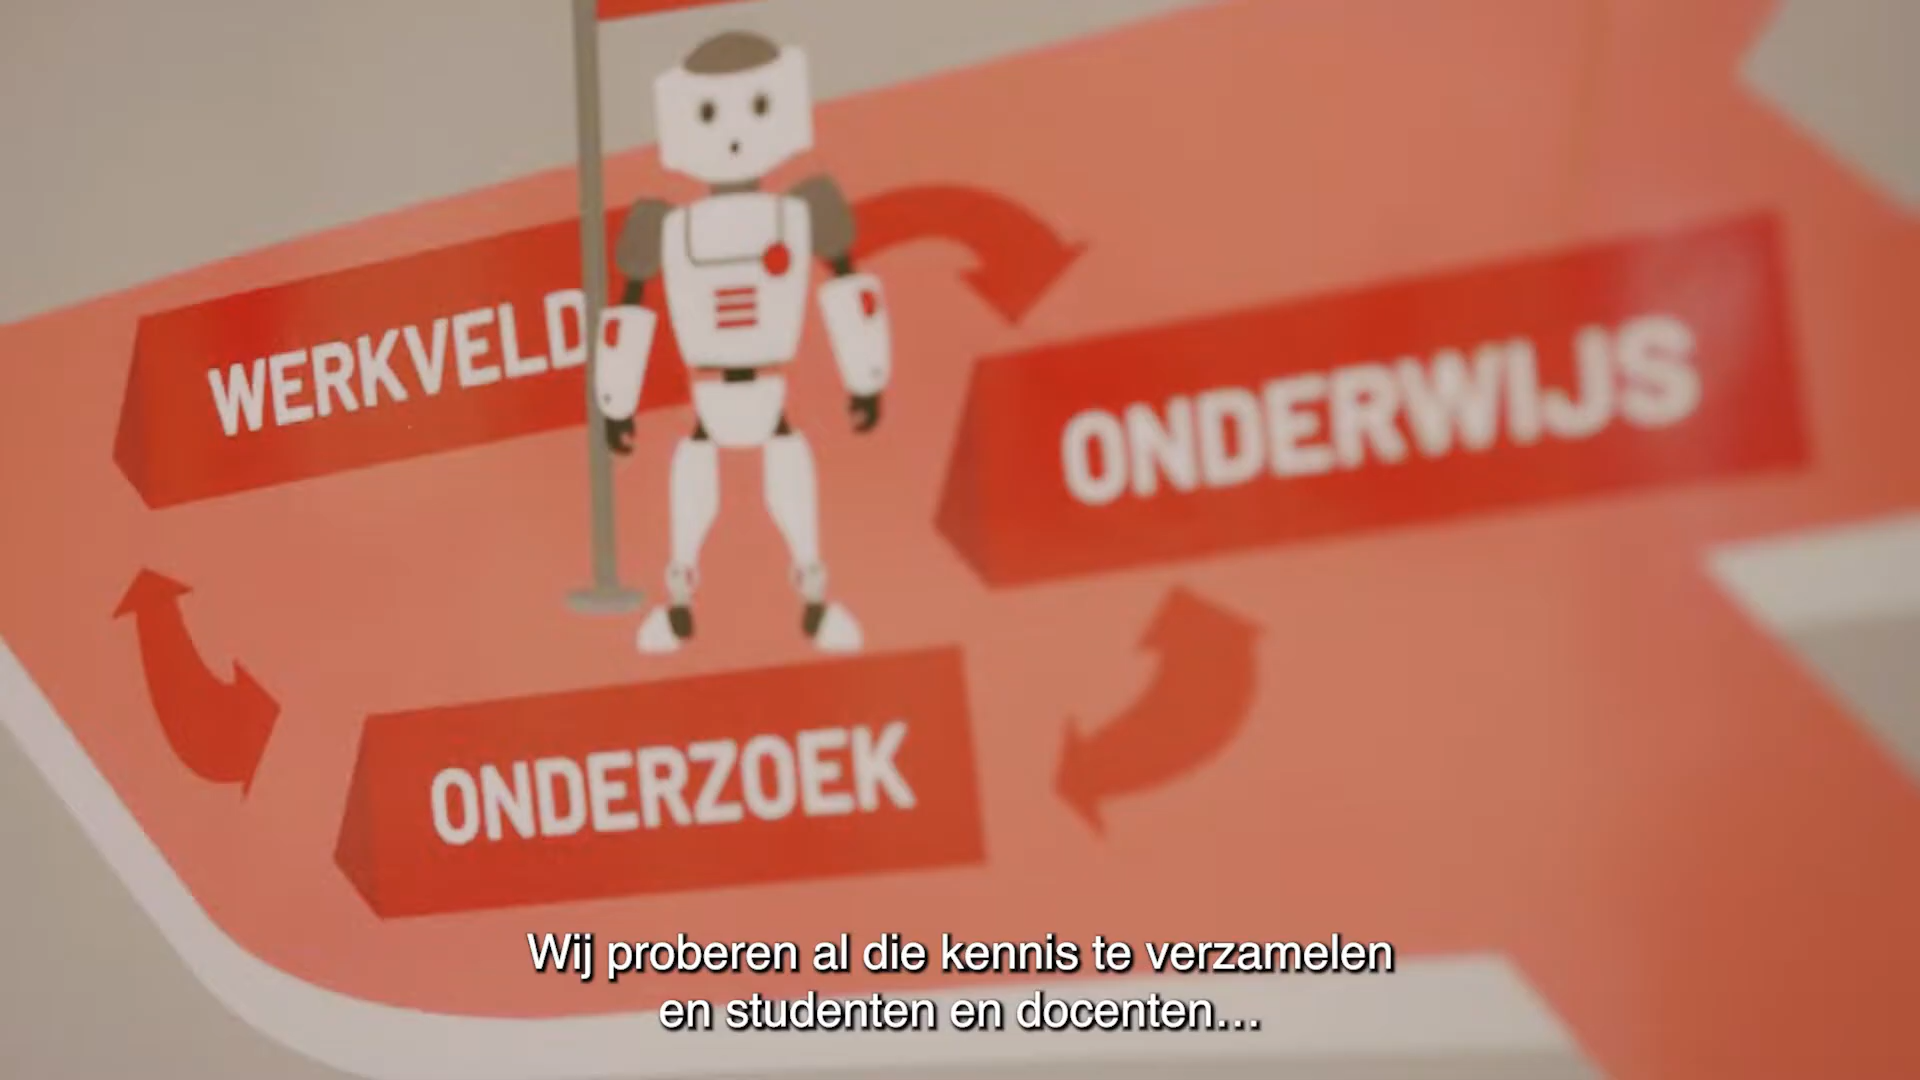 WERKVELD
ONDERWIJS
ONDERZOEK
Wij proberen al die kennis te verzamelen
en studenten en docenten...